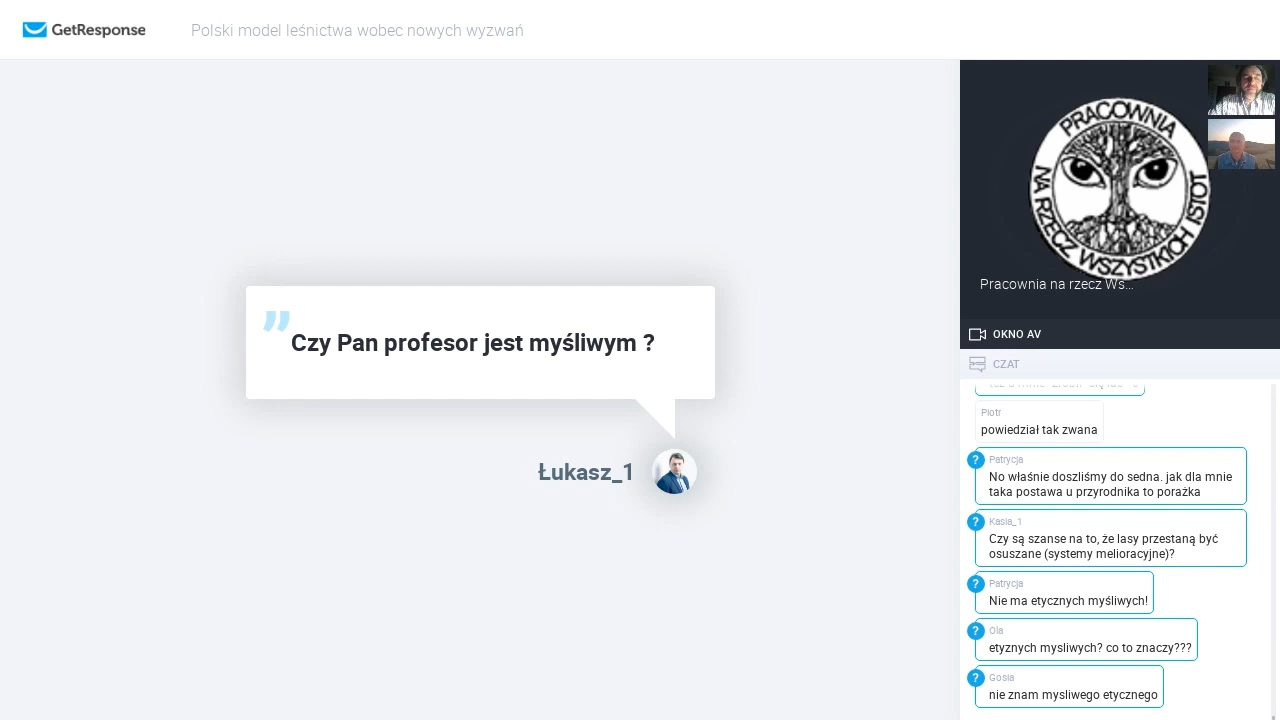 GetResponse
Polski model leśnictwa wobec nowych wyzwań
Czy Pan profesor jest myśliwym ?
Łukasz_1
PRACOWNIA
NA RZECZ WSZYSTKICH ISTOT
Pracownia na rzecz Ws...
OKNO AV
CZAT
Piotr
powiedział tak zwana
?
Patrycja
No właśnie doszliśmy do sedna. jak dla mnie
taka postawa u przyrodnika to porażka
?
Kasia_1
Czy są szanse na to, że lasy przestaną być
osuszane (systemy melioracyjne)?
?
Patrycja
Nie ma etycznych myśliwych!
?
Ola
etyznych mysliwych? co to znaczy???
?
Gosia
nie znam mysliwego etycznego